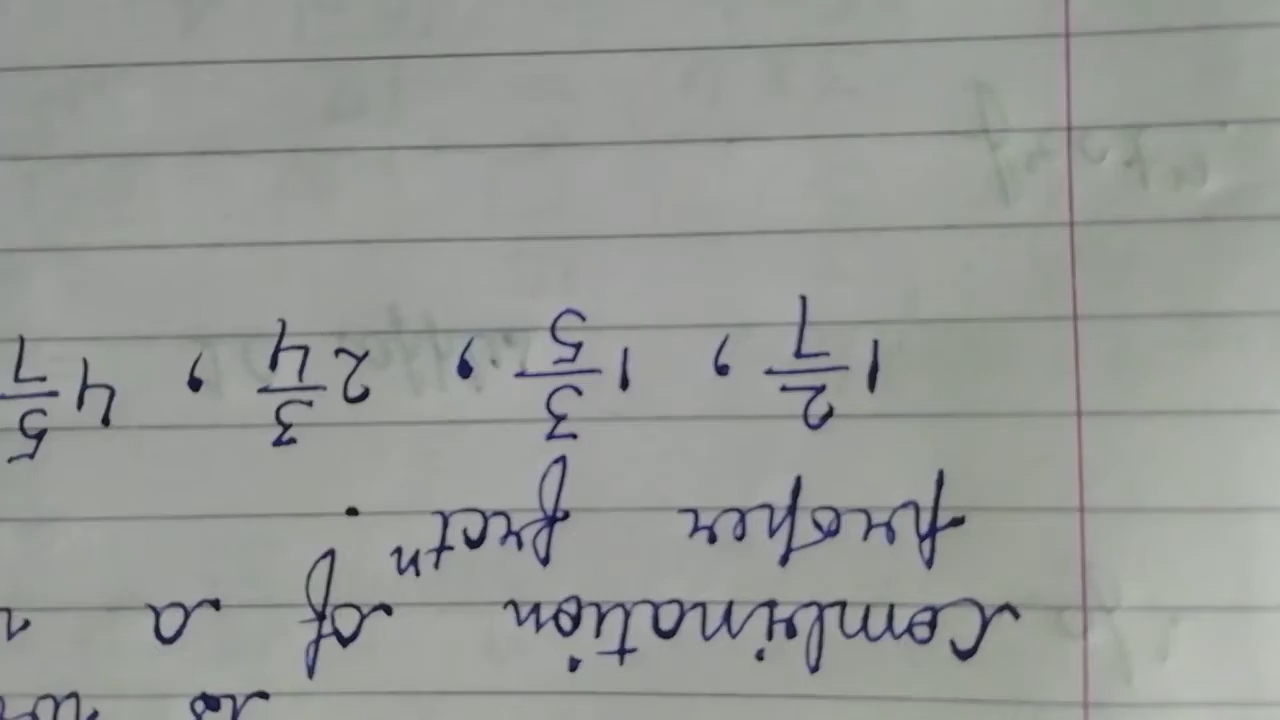 Combination of a
proper fractn.
1 2/7, 1 3/5, 2 3/4, 4 5/7